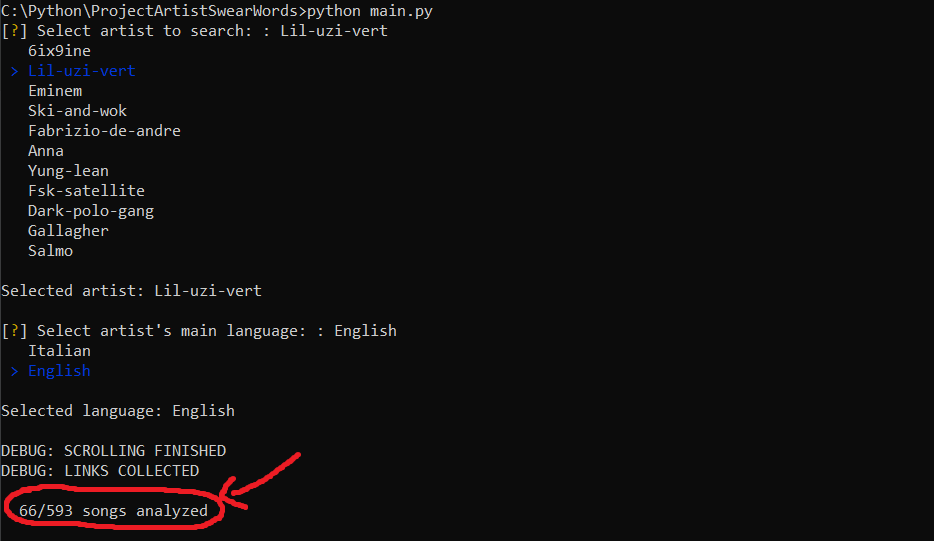 C:\Python\ProjectArtistSwearWords>python main.py
[?] Select artist to search: : Lil-uzi-vert
6ix9ine
> Lil-uzi-vert
Eminem
Ski-and-wok
Fabrizio-de-andre
Anna
Yung-lean
Fsk-satellite
Dark-polo-gang
Gallagher
Salmo
Selected artist: Lil-uzi-vert
[?] Select artist's main language: : English
Italian
> English
Selected language: English
DEBUG: SCROLLING FINISHED
DEBUG: LINKS COLLECTED
66/593 songs analyzed